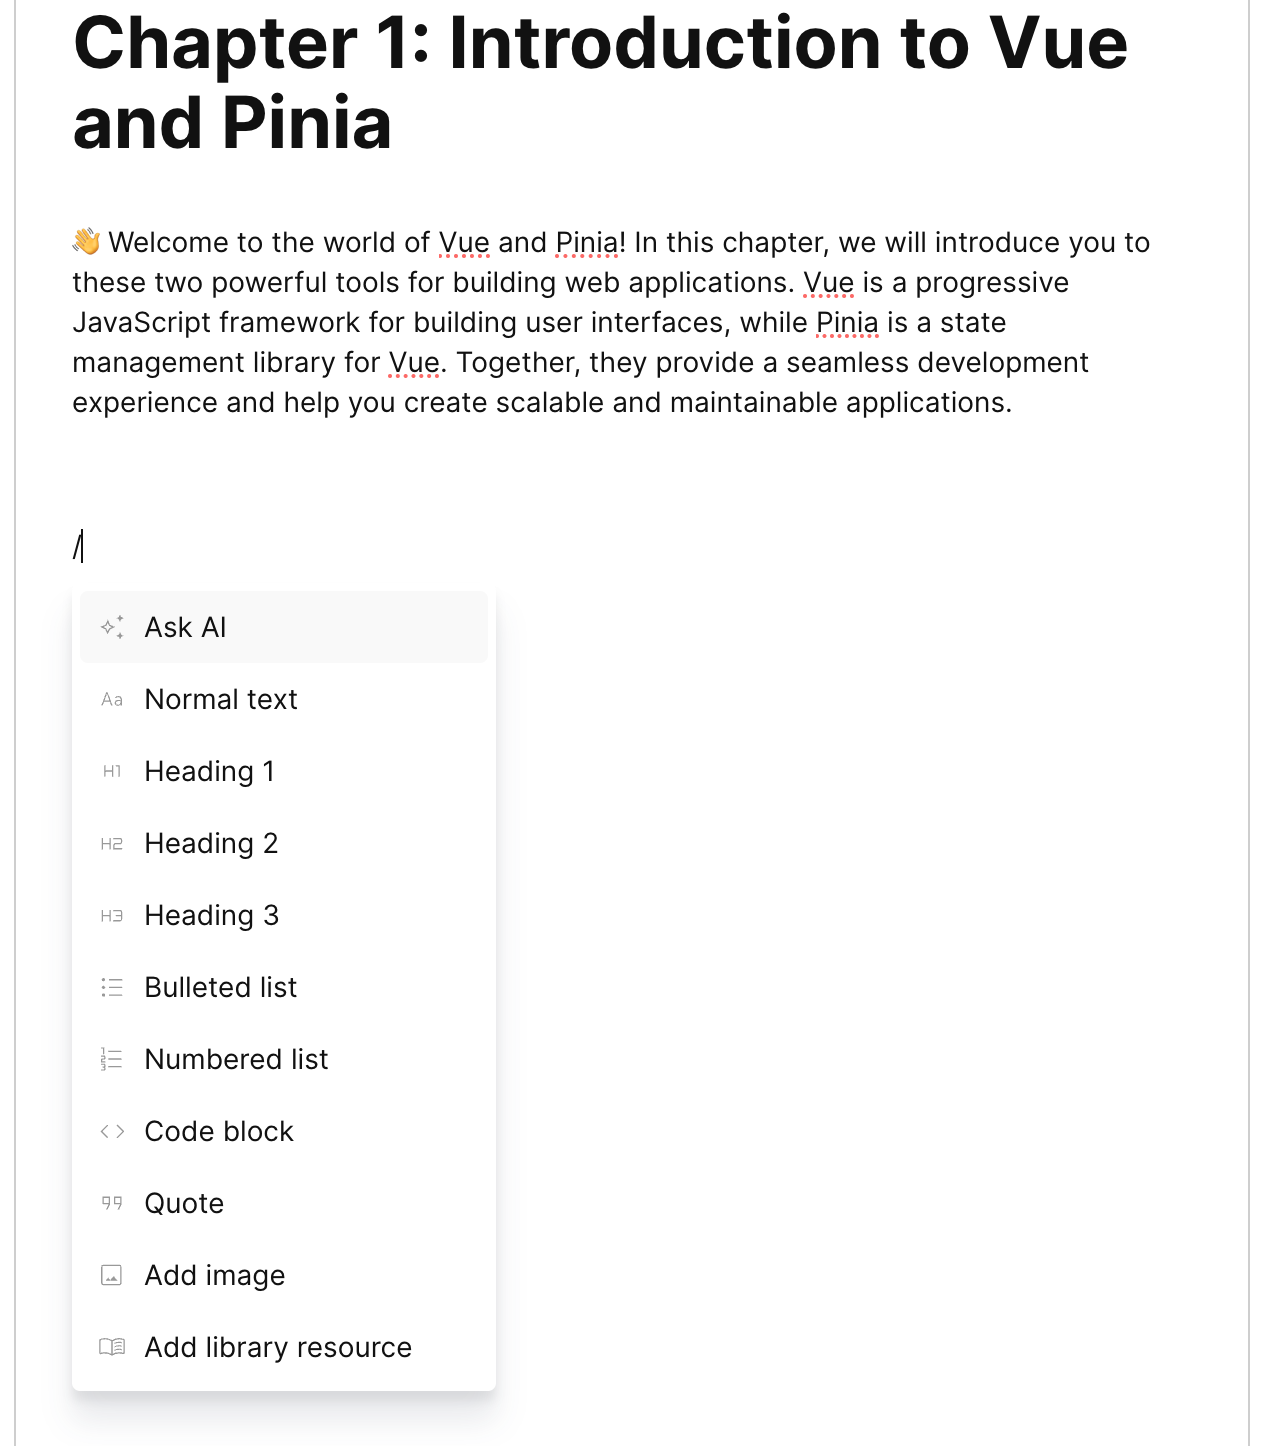 Chapter 1: Introduction to Vue
and Pinia
👋 Welcome to the world of Vue and Pinia! In this chapter, we will introduce you to
these two powerful tools for building web applications. Vue is a progressive
JavaScript framework for building user interfaces, while Pinia is a state
management library for Vue. Together, they provide a seamless development
experience and help you create scalable and maintainable applications.
/
Ask AI
Aa Normal text
H1 Heading 1
H2 Heading 2
H3 Heading 3
Bulleted list
Numbered list
Code block
Quote
Add image
Add library resource